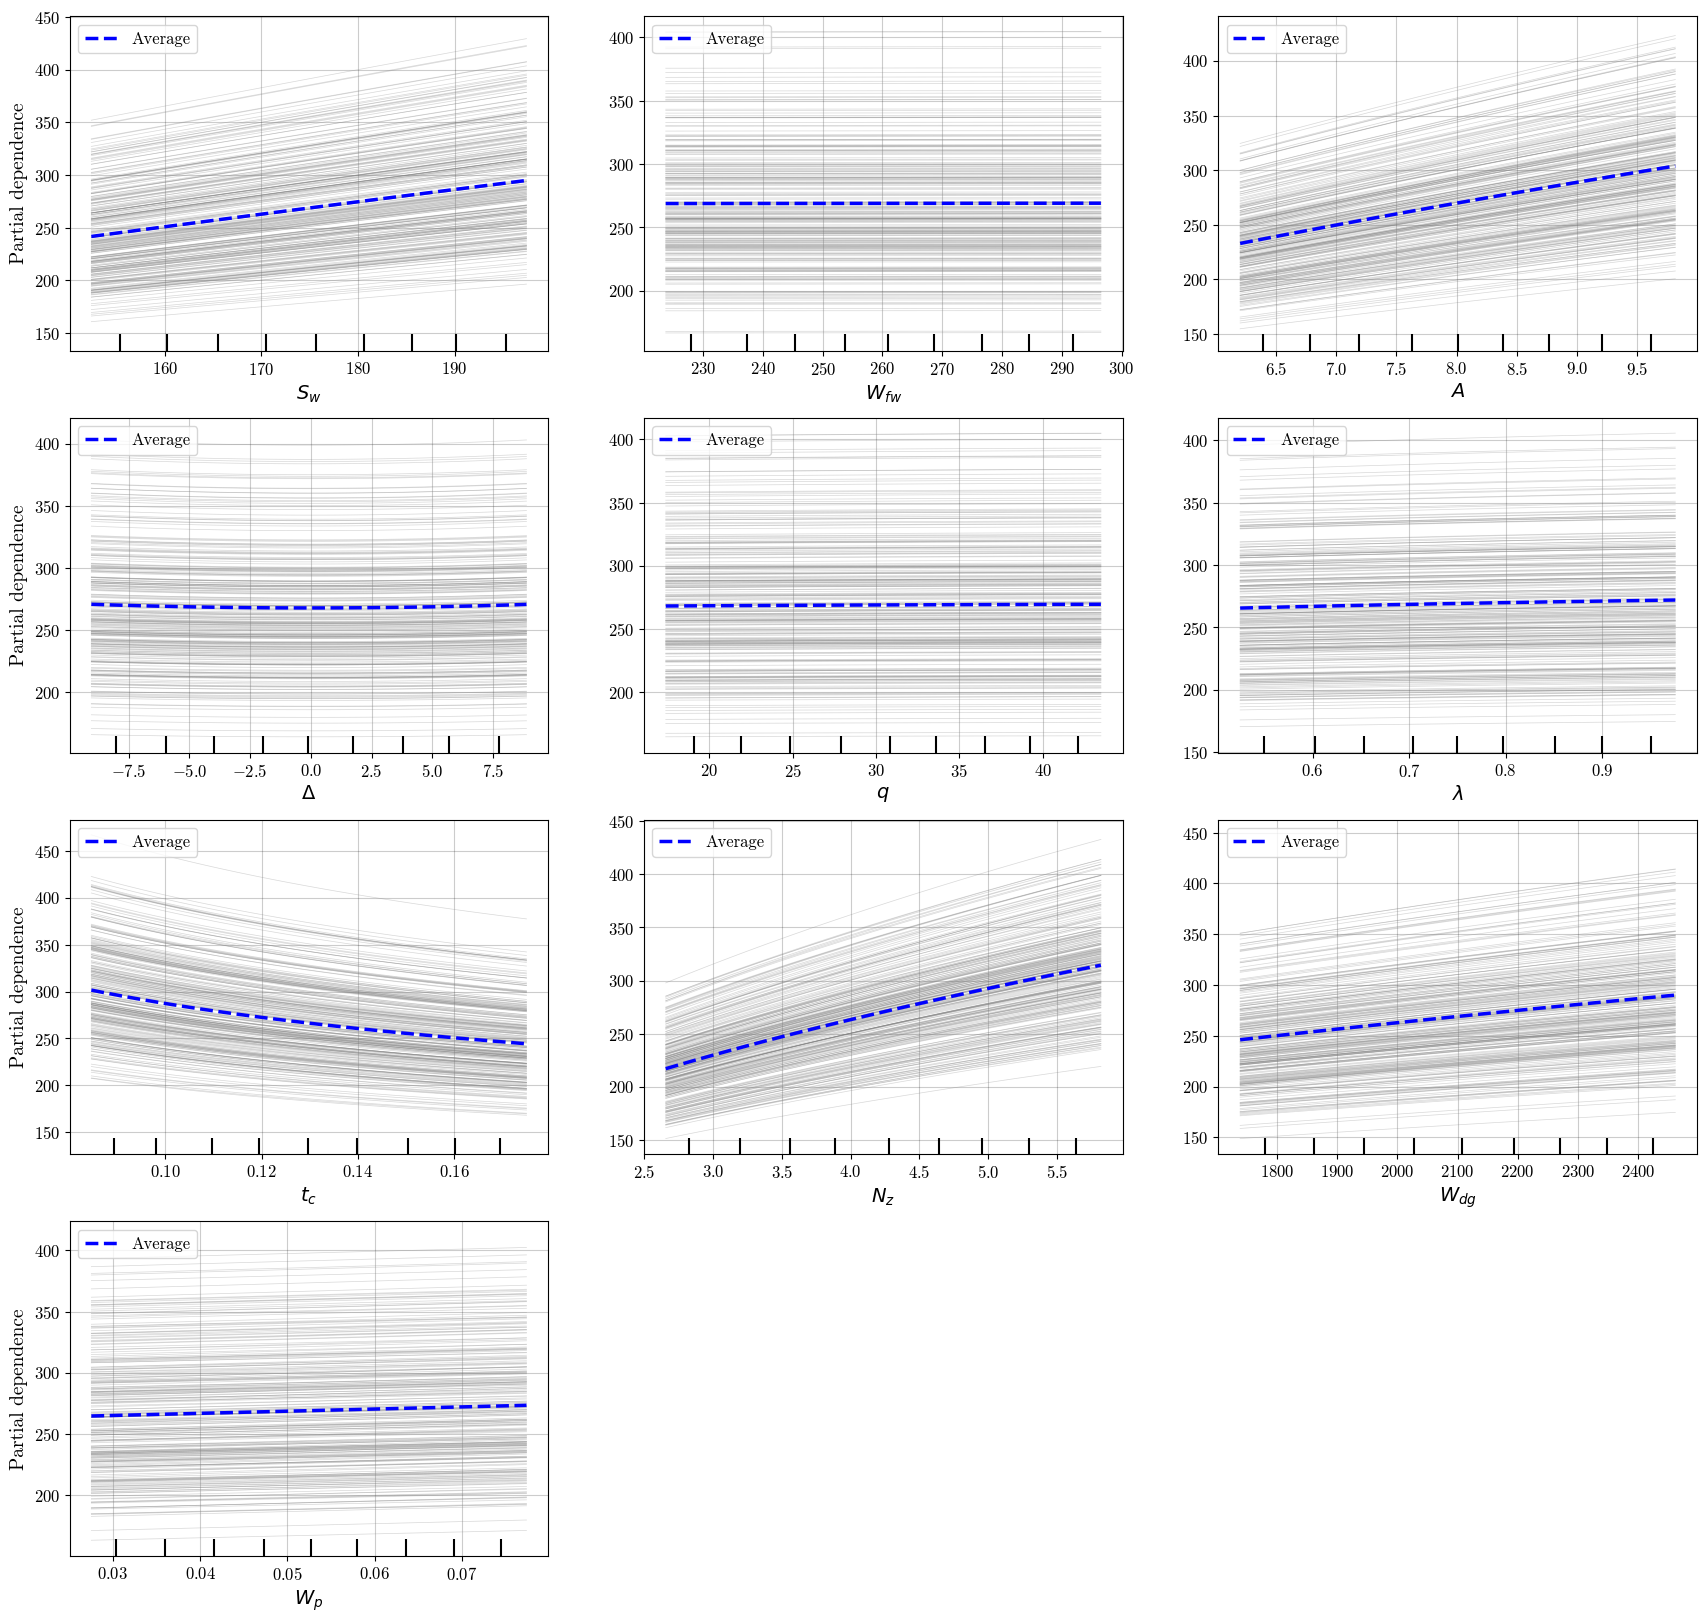 Average
Partial dependence
450
400
350
300
250
200
150
160 170 180 190
S_w
Average
400
350
300
250
200
230 240 250 260 270 280 290 300
W_fw
Average
400
350
300
250
200
150
6.5 7.0 7.5 8.0 8.5 9.0 9.5
A
Average
Partial dependence
400
350
300
250
200
−7.5 −5.0 −2.5 0.0 2.5 5.0 7.5
Δ
Average
400
350
300
250
200
20 25 30 35 40
q
Average
400
350
300
250
200
150
0.6 0.7 0.8 0.9
λ
Average
Partial dependence
450
400
350
300
250
200
150
0.10 0.12 0.14 0.16
t_c
Average
450
400
350
300
250
200
150
2.5 3.0 3.5 4.0 4.5 5.0 5.5
N_z
Average
450
400
350
300
250
200
150
1800 1900 2000 2100 2200 2300 2400
W_dg
Average
Partial dependence
400
350
300
250
200
0.03 0.04 0.05 0.06 0.07
W_p